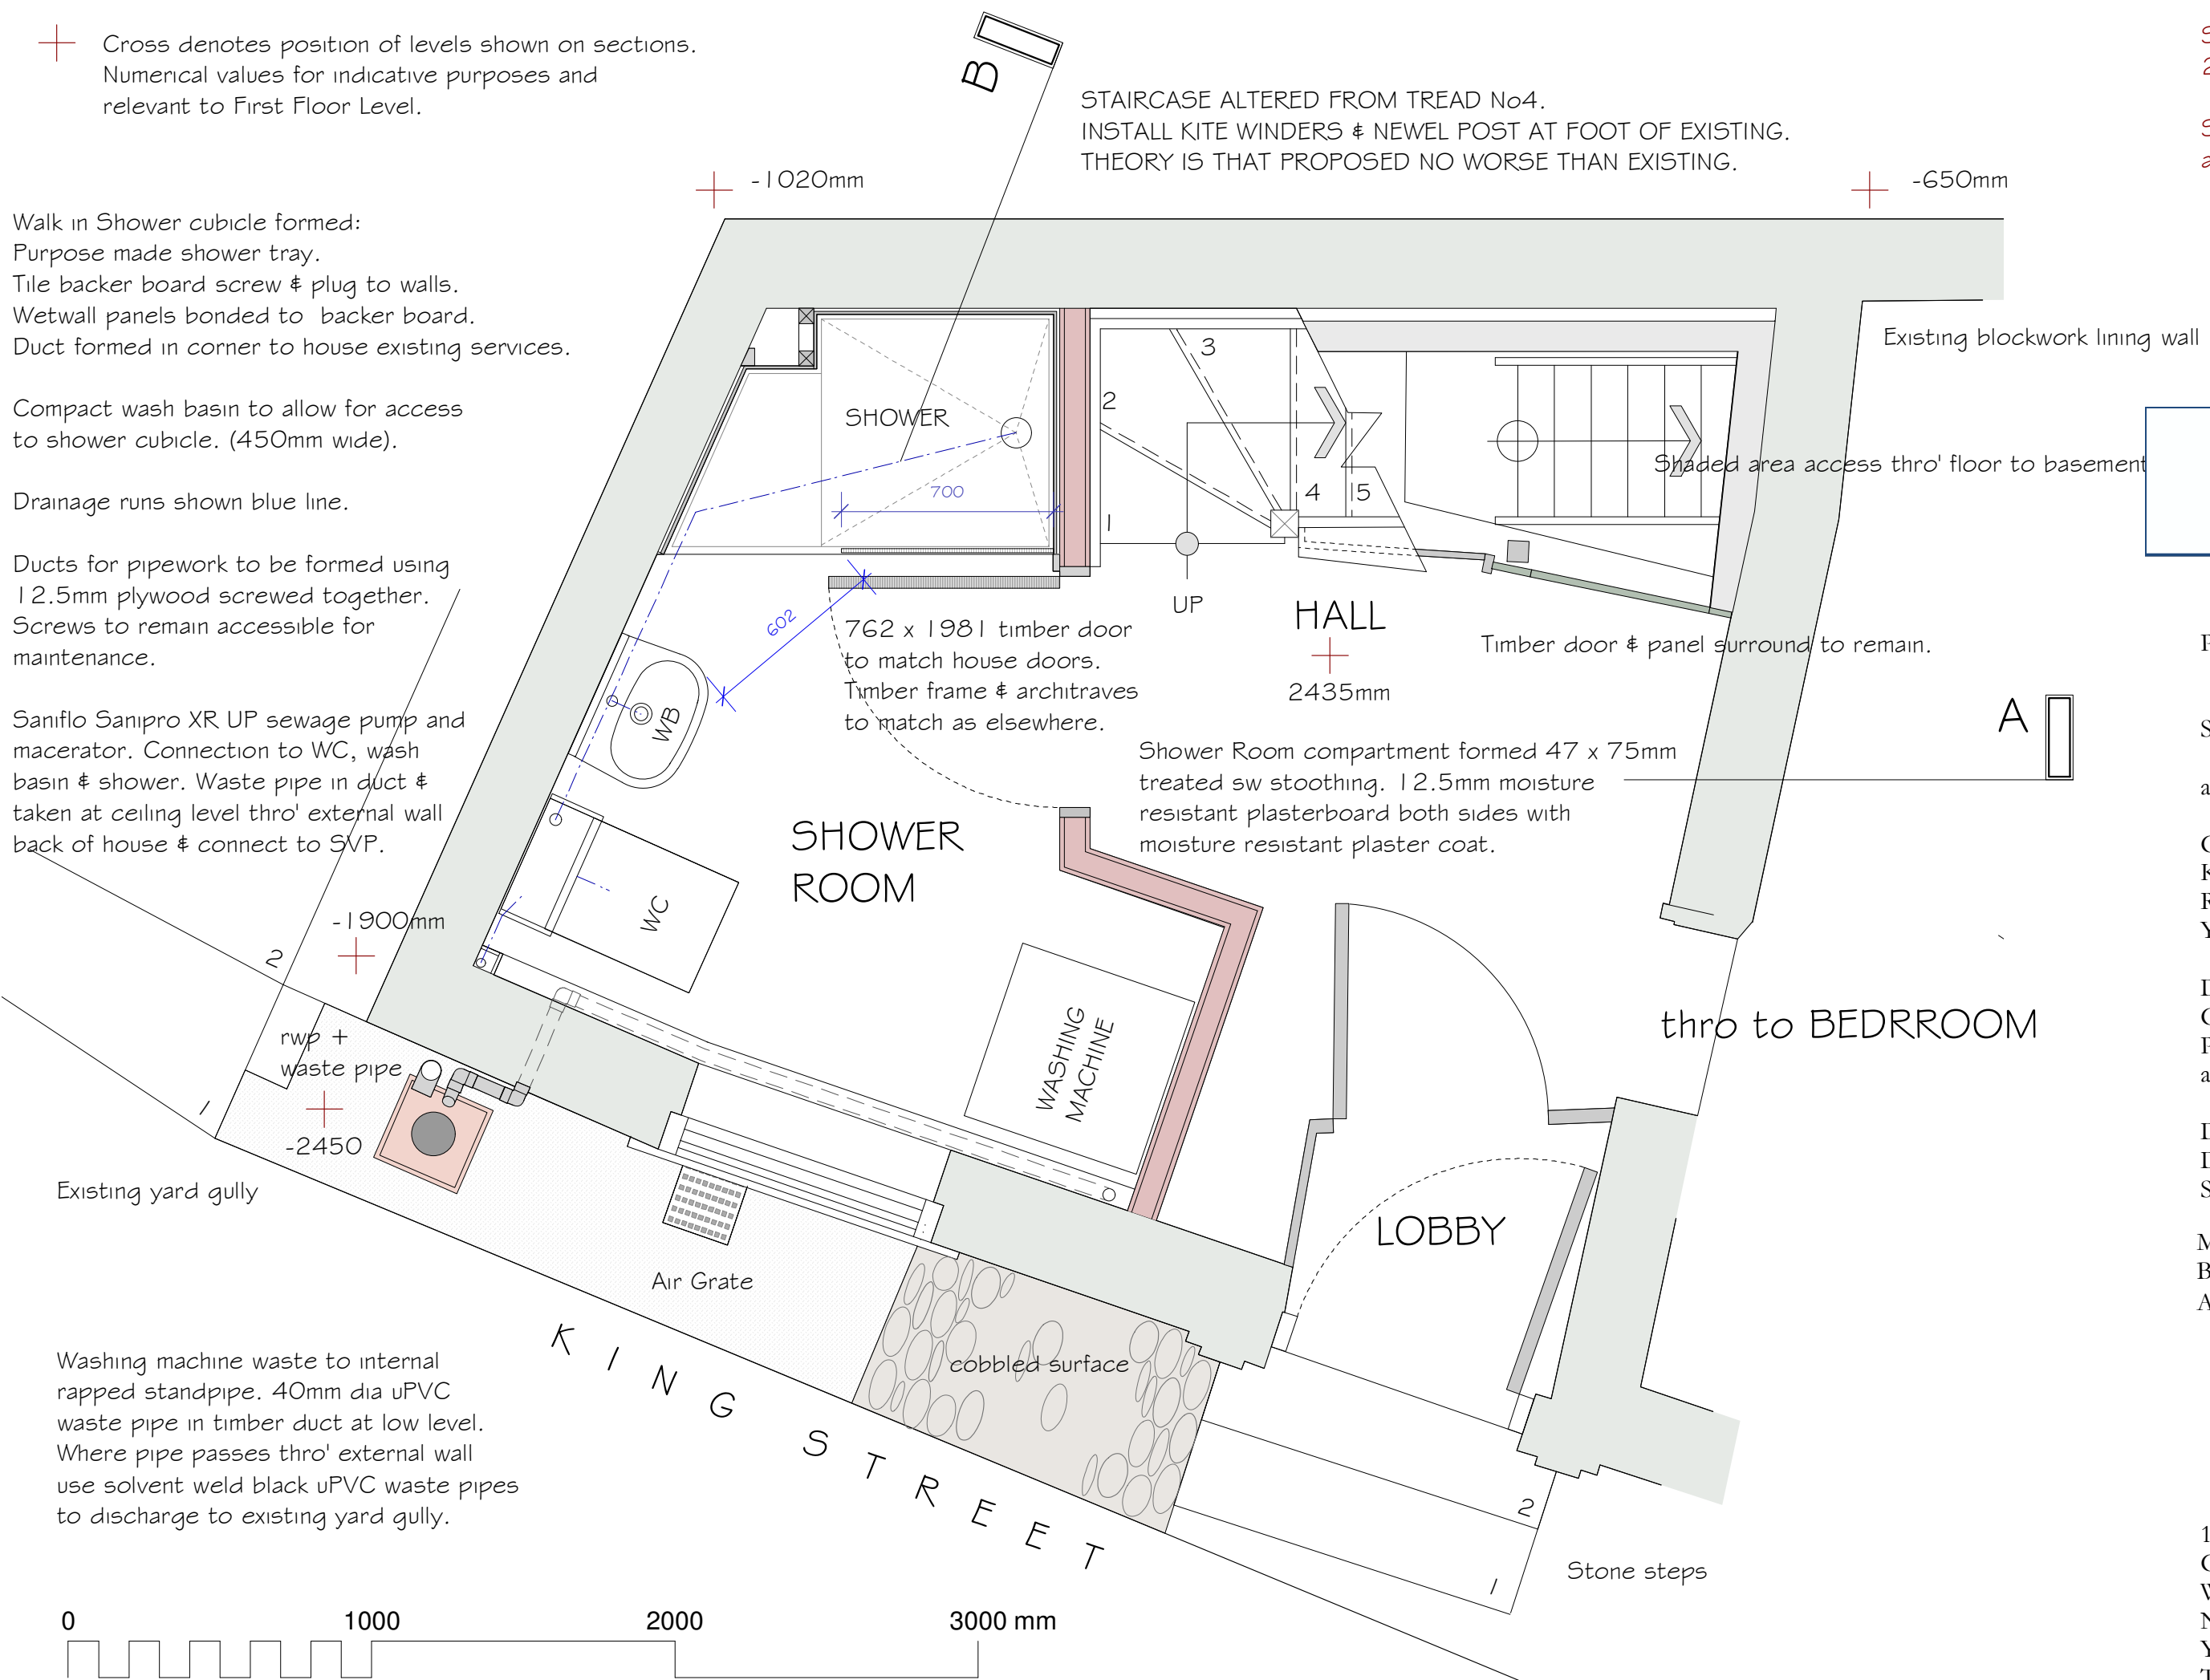 Cross denotes position of levels shown on sections.
Numerical values for indicative purposes and
relevant to First Floor Level.
B
STAIRCASE ALTERED FROM TREAD No4.
INSTALL KITE WINDERS & NEWEL POST AT FOOT OF EXISTING.
THEORY IS THAT PROPOSED NO WORSE THAN EXISTING.
-1020mm
-650mm
Walk in Shower cubicle formed:
Purpose made shower tray.
Tile backer board screw & plug to walls.
Wetwall panels bonded to backer board.
Duct formed in corner to house existing services.
Compact wash basin to allow for access
to shower cubicle. (450mm wide).
Drainage runs shown blue line.
Ducts for pipework to be formed using
12.5mm plywood screwed together.
Screws to remain accessible for
maintenance.
Saniflo Sanipro XR UP sewage pump and
macerator. Connection to WC, wash
basin & shower. Waste pipe in duct &
taken at ceiling level thro' external wall
back of house & connect to SVP.
Existing blockwork lining wall
3
2
SHOWER
Shaded area access thro' floor to basement
700
4
5
1
UP
HALL
602
762 x 1981 timber door
to match house doors.
Timber frame & architraves
to match as elsewhere.
Timber door & panel surround to remain.
2435mm
WB
A
Shower Room compartment formed 47 x 75mm
treated sw stoothing. 12.5mm moisture
resistant plasterboard both sides with
moisture resistant plaster coat.
SHOWER
ROOM
WC
-1900mm
2
thro to BEDRROOM
rwp +
waste pipe
WASHING
MACHINE
1
-2450
Existing yard gully
LOBBY
Air Grate
KING STREET
cobbled surface
Washing machine waste to internal
rapped standpipe. 40mm dia uPVC
waste pipe in timber duct at low level.
Where pipe passes thro' external wall
use solvent weld black uPVC waste pipes
to discharge to existing yard gully.
2
1
Stone steps
0 1000 2000 3000 mm